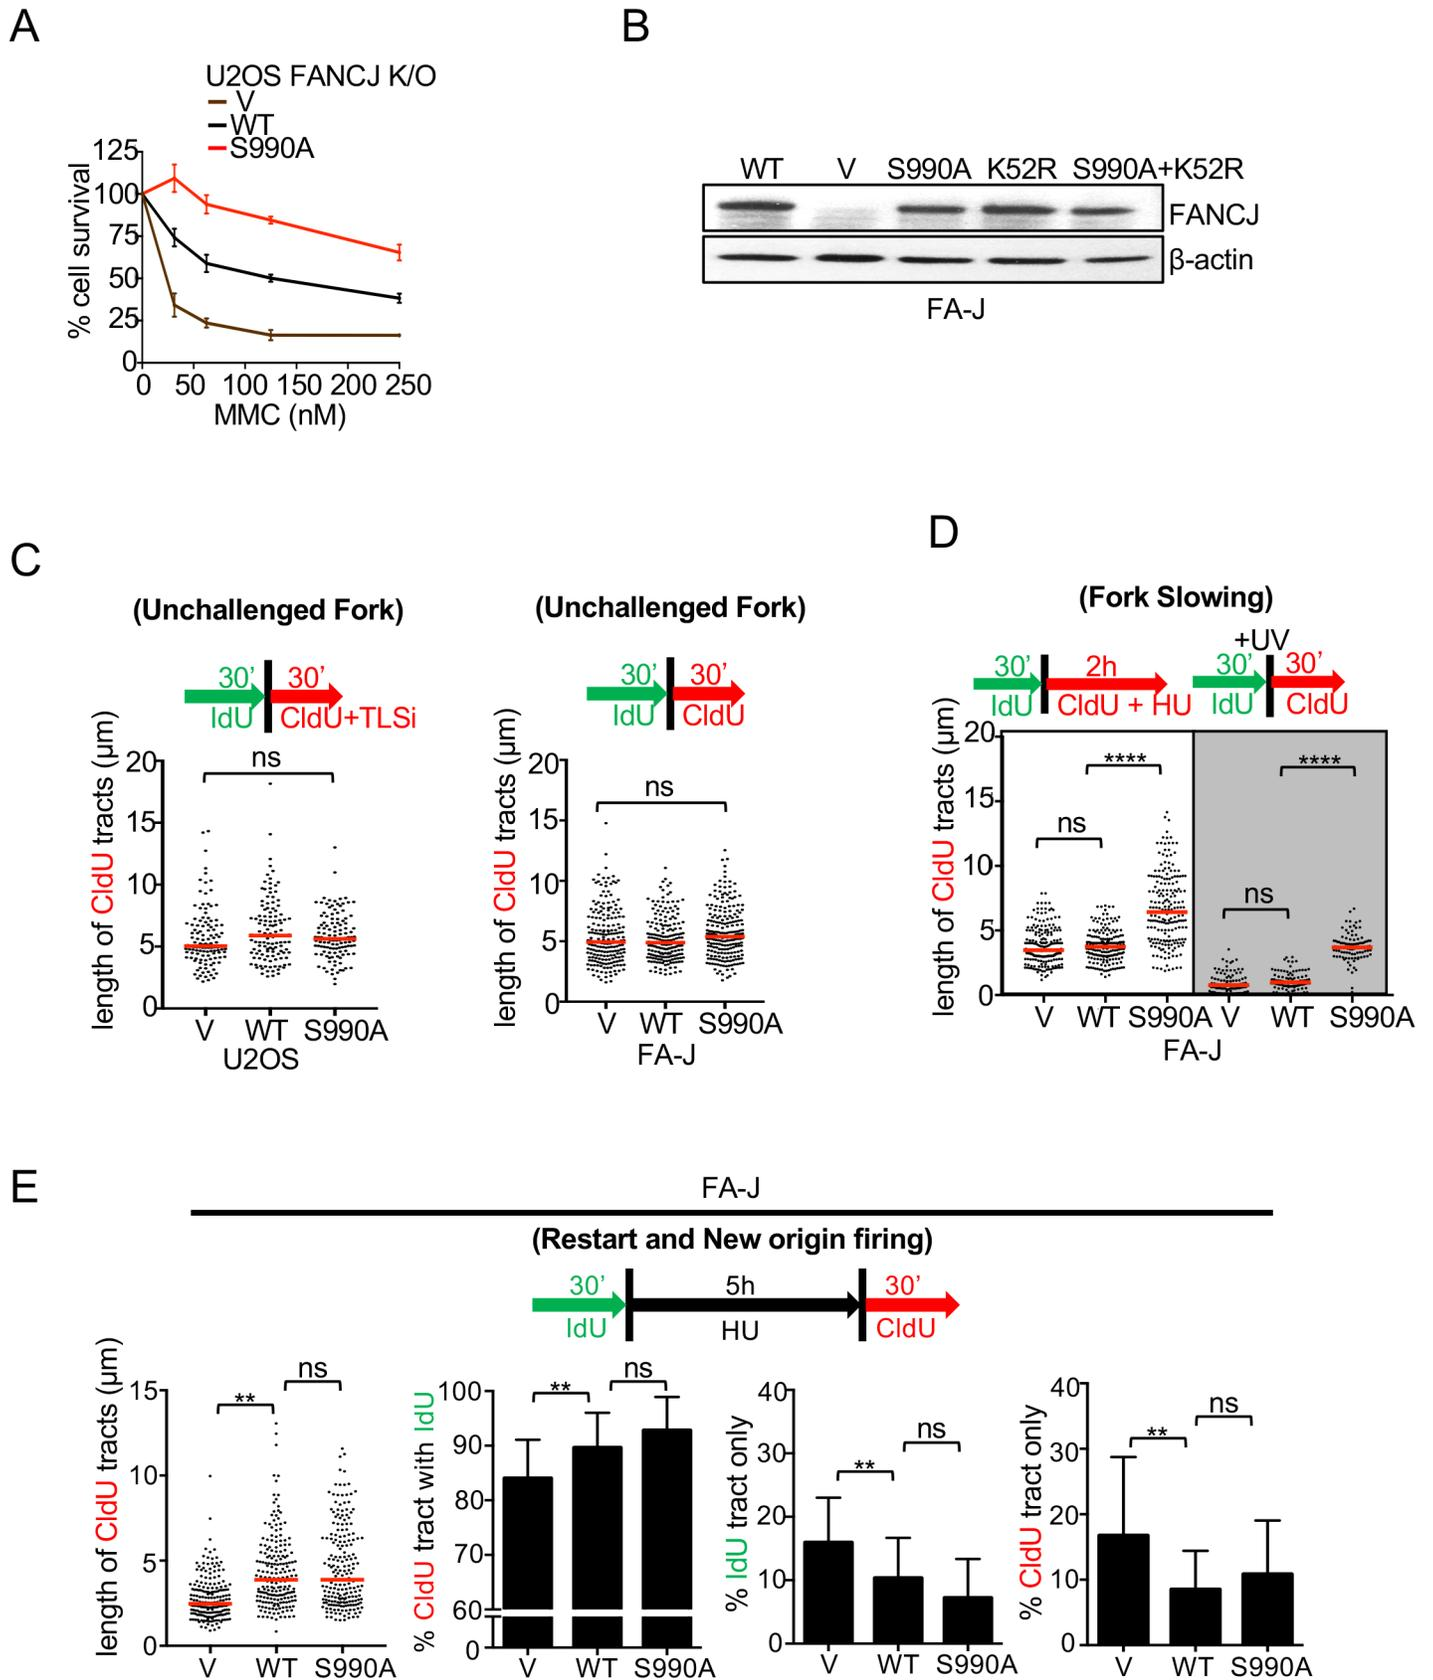 A
U2OS FANCJ K/O
V
WT
S990A
% cell survival
125
100
75
50
25
0
0 50 100 150 200 250
MMC (nM)
B
WT V S990A K52R S990A+K52R
FANCJ
β-actin
FA-J
C
(Unchallenged Fork)
30' 30'
IdU CldU+TLSi
length of CldU tracts (µm)
ns
20
15
10
5
0
V WT S990A
U2OS
(Unchallenged Fork)
30' 30'
IdU CldU
length of CldU tracts (µm)
ns
20
15
10
5
0
V WT S990A
FA-J
D
(Fork Slowing)
+UV
30' 2h 30' 30'
IdU CldU + HU IdU CldU
length of CldU tracts (µm)
20
15
10
5
0
ns **** ns ****
V WT S990A V WT S990A
FA-J
E
FA-J
(Restart and New origin firing)
30' 5h 30'
IdU HU CldU
length of CldU tracts (µm)
15
10
5
0
** ns
V WT S990A
% CldU tract with IdU
100
90
80
70
60
0
** ns
V WT S990A
% IdU tract only
40
30
20
10
0
** ns
V WT S990A
% CldU tract only
40
30
20
10
0
** ns
V WT S990A